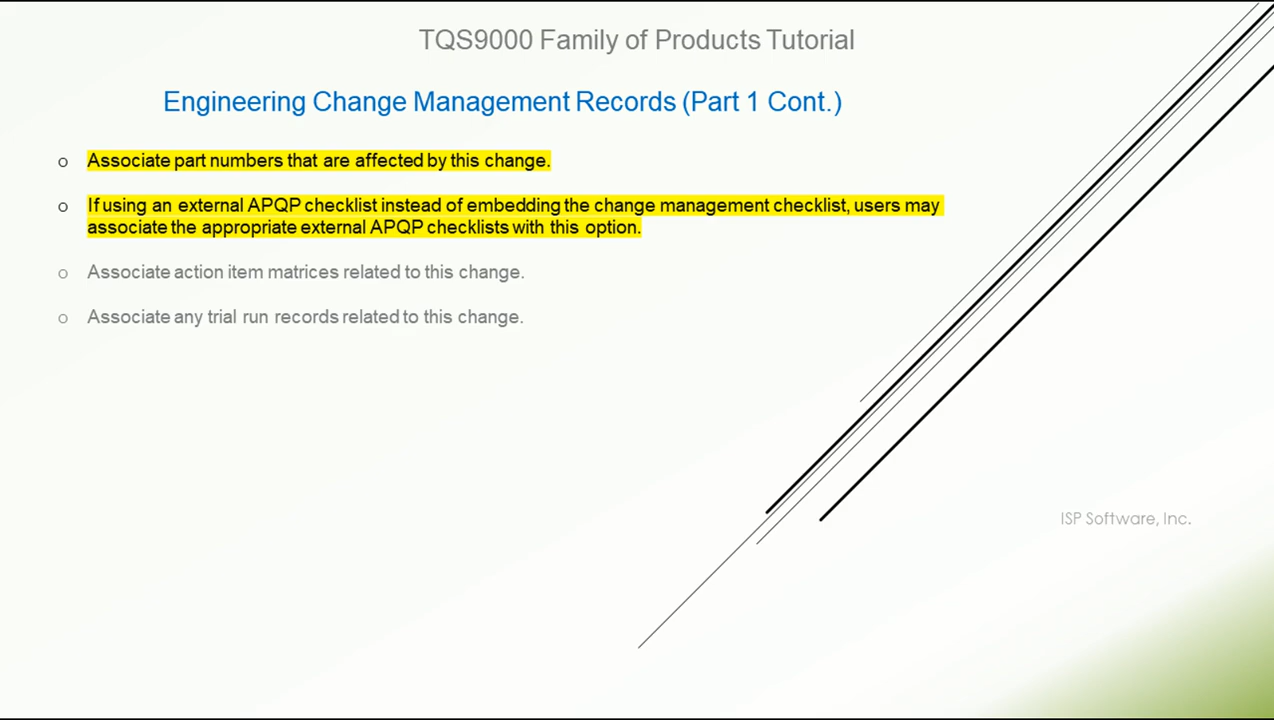 TQS9000 Family of Products Tutorial
Engineering Change Management Records (Part 1 Cont.)
o Associate part numbers that are affected by this change.
o If using an external APQP checklist instead of embedding the change management checklist, users may
associate the appropriate external APQP checklists with this option.
o Associate action item matrices related to this change.
o Associate any trial run records related to this change.
ISP Software, Inc.